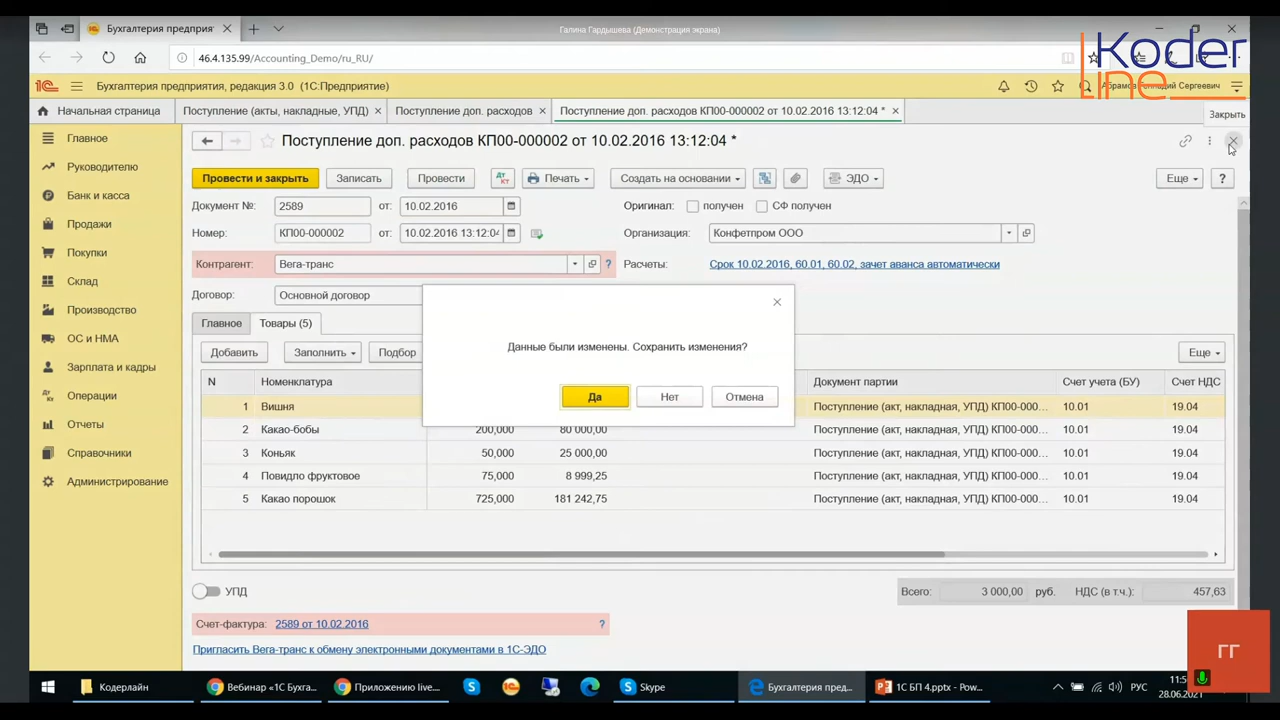 Бухгалтерия предприят
Галина Гардышева (Демонстрация экрана)
46.4.135.99/Accounting_Demo/ru_RU/
Koder
line
1С
Бухгалтерия предприятия, редакция 3.0 (1С:Предприятие)
Абрамов Геннадий Сергеевич
Начальная страница
Поступление (акты, накладные, УПД)
Поступление доп. расходов
Поступление доп. расходов КП00-000002 от 10.02.2016 13:12:04 *
Закрыть
Главное
Руководителю
Банк и касса
Продажи
Покупки
Склад
Производство
ОС и НМА
Зарплата и кадры
Операции
Отчеты
Справочники
Администрирование
Поступление доп. расходов КП00-000002 от 10.02.2016 13:12:04 *
Провести и закрыть Записать Провести Дт Кт Печать Создать на основании ЭДО Еще ?
Документ №: 2589 от: 10.02.2016 Оригинал: получен СФ получен
Номер: КП00-000002 от: 10.02.2016 13:12:04 Организация: Конфетпром ООО
Контрагент: Вега-транс ? Расчеты: Срок 10.02.2016, 60.01, 60.02, зачет аванса автоматически
Договор: Основной договор
Главное Товары (5)
Добавить Заполнить Подбор Еще
Данные были изменены. Сохранить изменения?
Да Нет Отмена
N Номенклатура Документ партии Счет учета (БУ) Счет НДС
1 Вишня Поступление (акт, накладная, УПД) КП00-000... 10.01 19.04
2 Какао-бобы 200,000 80 000,00 Поступление (акт, накладная, УПД) КП00-000... 10.01 19.04
3 Коньяк 50,000 25 000,00 Поступление (акт, накладная, УПД) КП00-000... 10.01 19.04
4 Повидло фруктовое 75,000 8 999,25 Поступление (акт, накладная, УПД) КП00-000... 10.01 19.04
5 Какао порошок 725,000 181 242,75 Поступление (акт, накладная, УПД) КП00-000... 10.01 19.04
УПД
Всего: 3 000,00 руб. НДС (в т.ч.): 457,63
Счет-фактура: 2589 от 10.02.2016 ?
Пригласить Вега-транс к обмену электронными документами в 1С-ЭДО
ГГ
Кодерлайн
Вебинар «1С Бухга...
Приложению live...
Skype
Бухгалтерия пред...
1С БП 4.pptx - Pow...
РУС